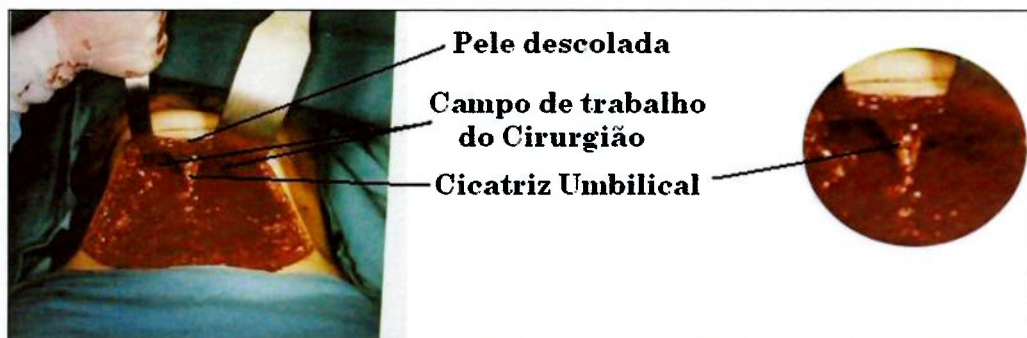 Pele descolada
Campo de trabalho
do Cirurgião
Cicatriz Umbilical